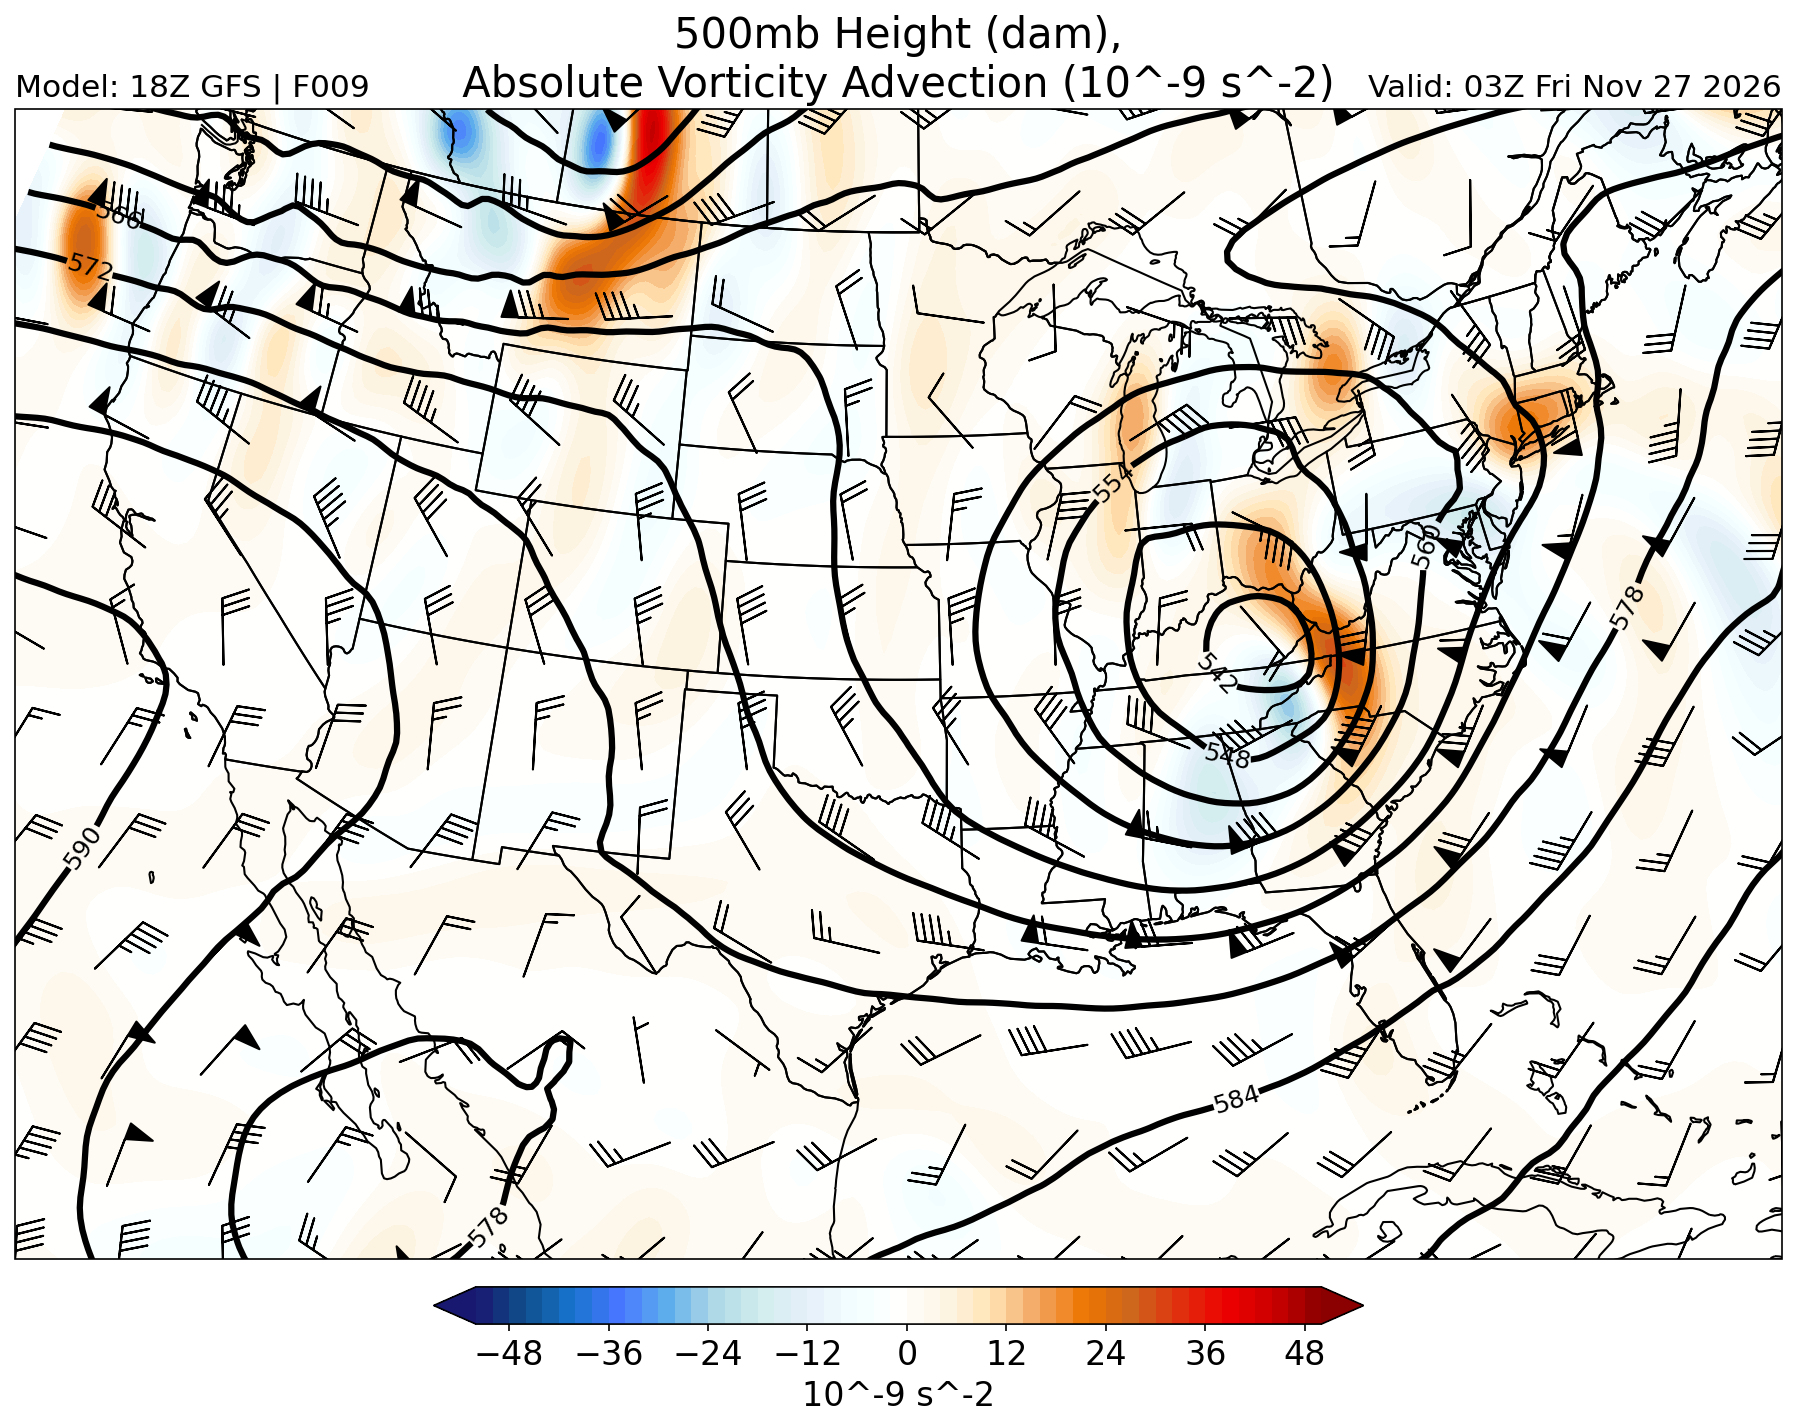 500mb Height (dam),
Model: 18Z GFS | F009
Absolute Vorticity Advection (10^-9 s^-2)
Valid: 03Z Fri Nov 27 2026
566
572
554
560
578
542
548
590
584
578
−48 −36 −24 −12 0 12 24 36 48
10^-9 s^-2